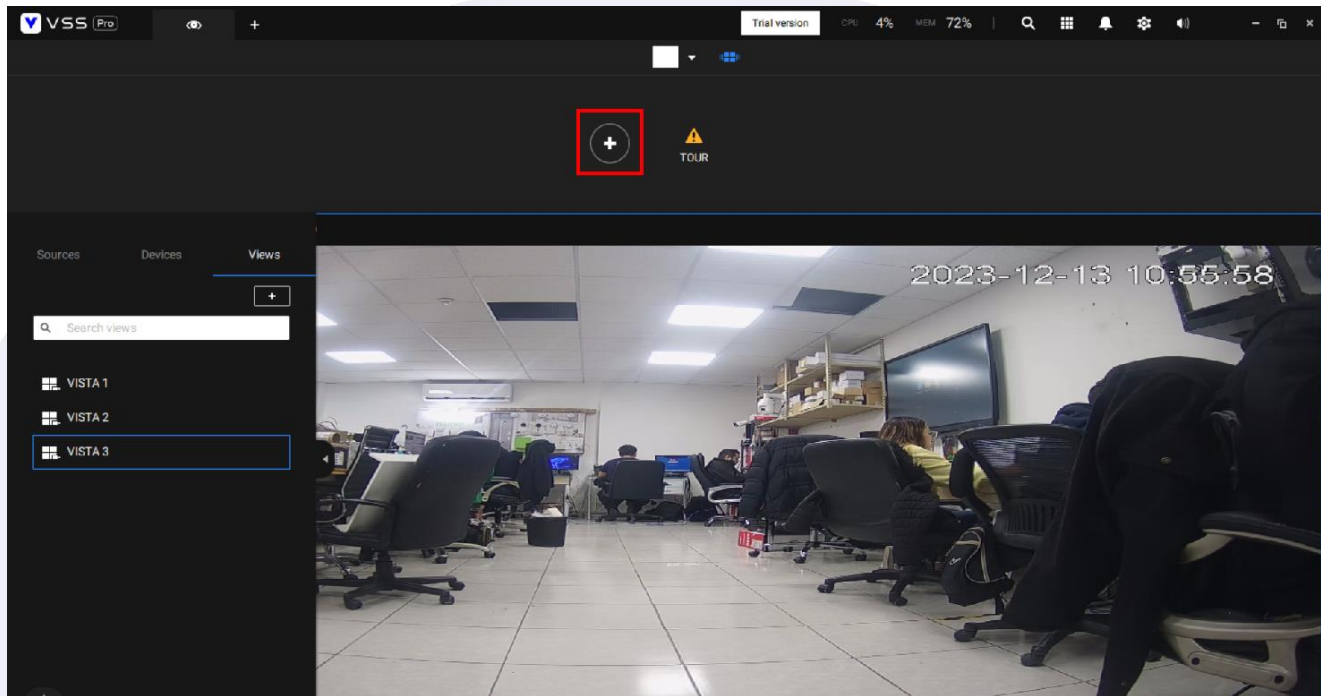 VSS Pro
Trial version CPU 4% MEM 72%
TOUR
Sources Devices Views
Search views
VISTA 1
VISTA 2
VISTA 3
2023-12-13 10:55:58